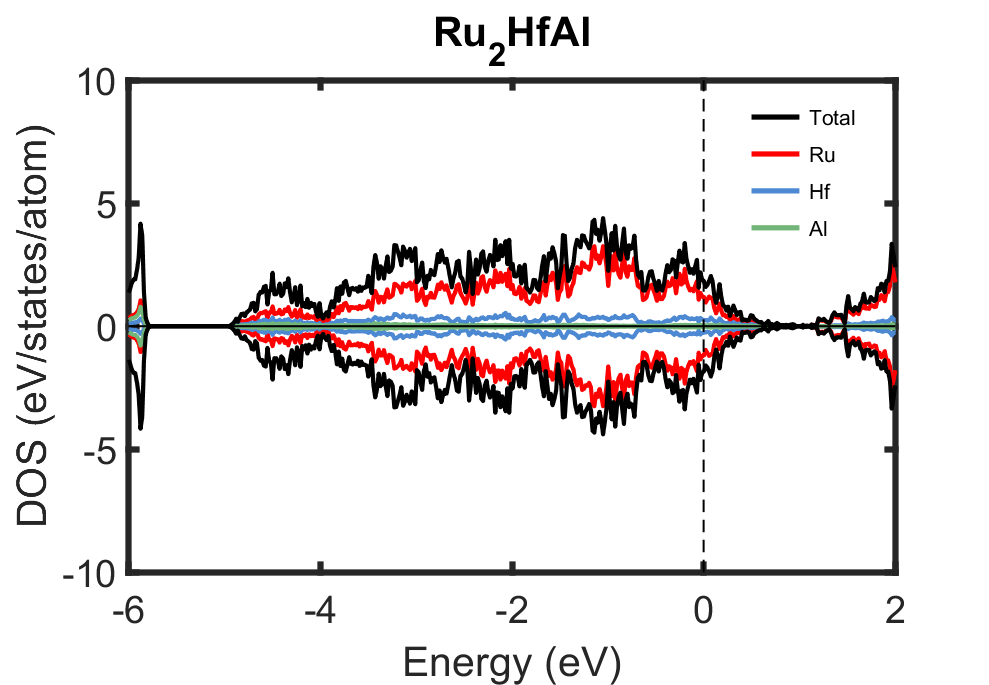 Ru2HfAl
10
5
0
-5
-10
DOS (eV/states/atom)
Total
Ru
Hf
Al
-6 -4 -2 0 2
Energy (eV)